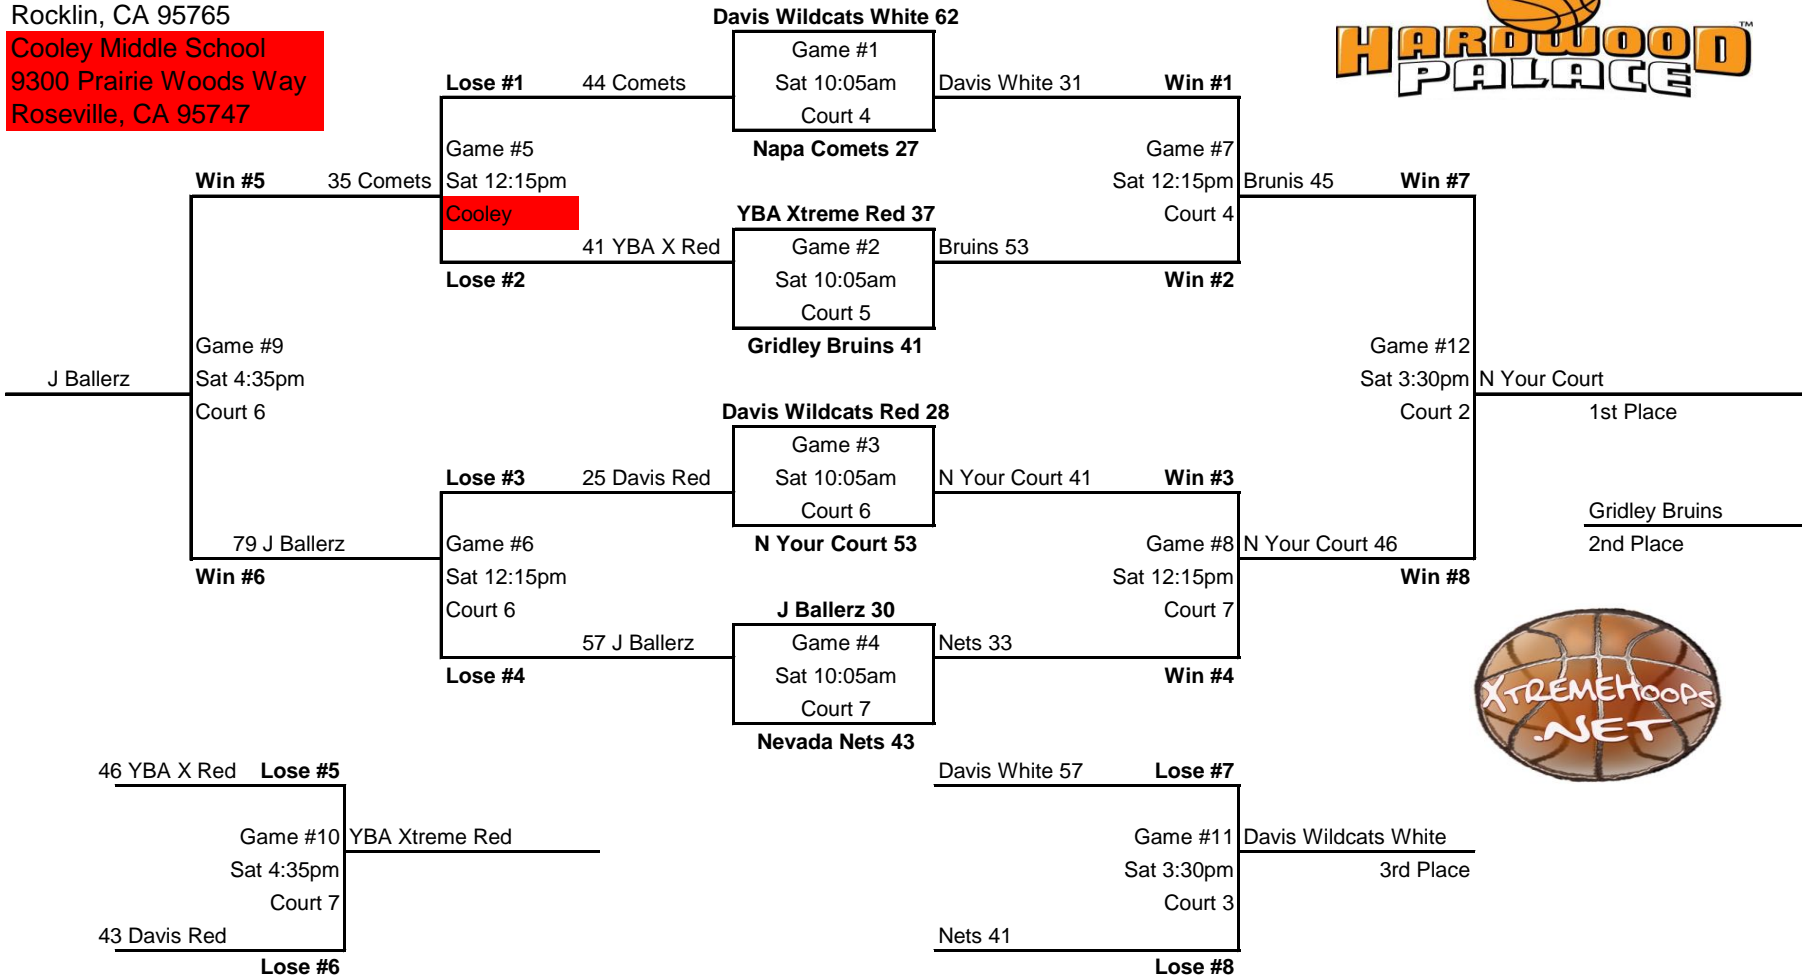 Rocklin, CA 95765
Cooley Middle School
9300 Prairie Woods Way
Roseville, CA 95747
HARDWOOD
PALACE
™
Davis Wildcats White 62
Game #1
Lose #1 44 Comets Sat 10:05am Davis White 31 Win #1
Court 4
Game #5 Napa Comets 27 Game #7
Win #5 35 Comets Sat 12:15pm Sat 12:15pm Brunis 45 Win #7
Cooley YBA Xtreme Red 37 Court 4
41 YBA X Red Game #2 Bruins 53
Lose #2 Sat 10:05am Win #2
Court 5
Game #9 Gridley Bruins 41 Game #12
J Ballerz Sat 4:35pm Sat 3:30pm N Your Court
Court 6 Davis Wildcats Red 28 Court 2 1st Place
Game #3
Lose #3 25 Davis Red Sat 10:05am N Your Court 41 Win #3
Court 6 Gridley Bruins
79 J Ballerz Game #6 N Your Court 53 Game #8 N Your Court 46 2nd Place
Win #6 Sat 12:15pm Sat 12:15pm Win #8
Court 6 J Ballerz 30 Court 7
57 J Ballerz Game #4 Nets 33
Lose #4 Sat 10:05am Win #4
Court 7
Nevada Nets 43
XTREMEHOOPS
.NET
46 YBA X Red Lose #5 Davis White 57 Lose #7
Game #10 YBA Xtreme Red Game #11 Davis Wildcats White
Sat 4:35pm Sat 3:30pm 3rd Place
Court 7 Court 3
43 Davis Red Nets 41
Lose #6 Lose #8